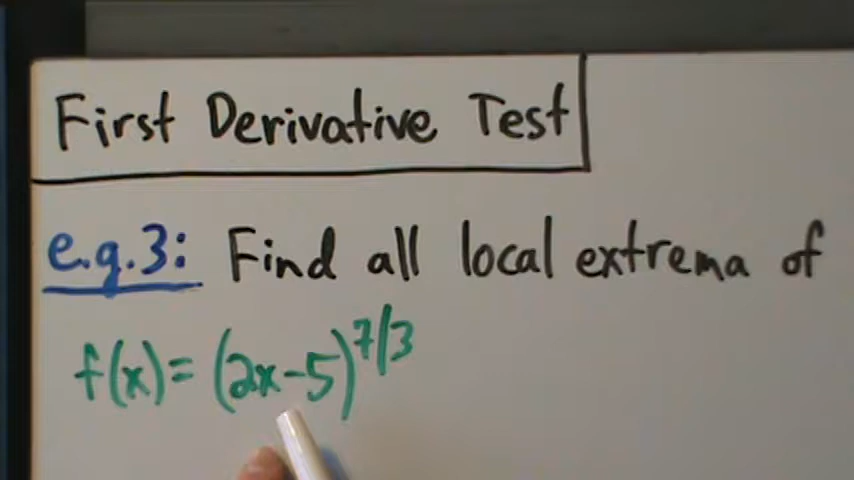 First Derivative Test
e.g.3: Find all local extrema of
f(x)= (2x-5)^7/3